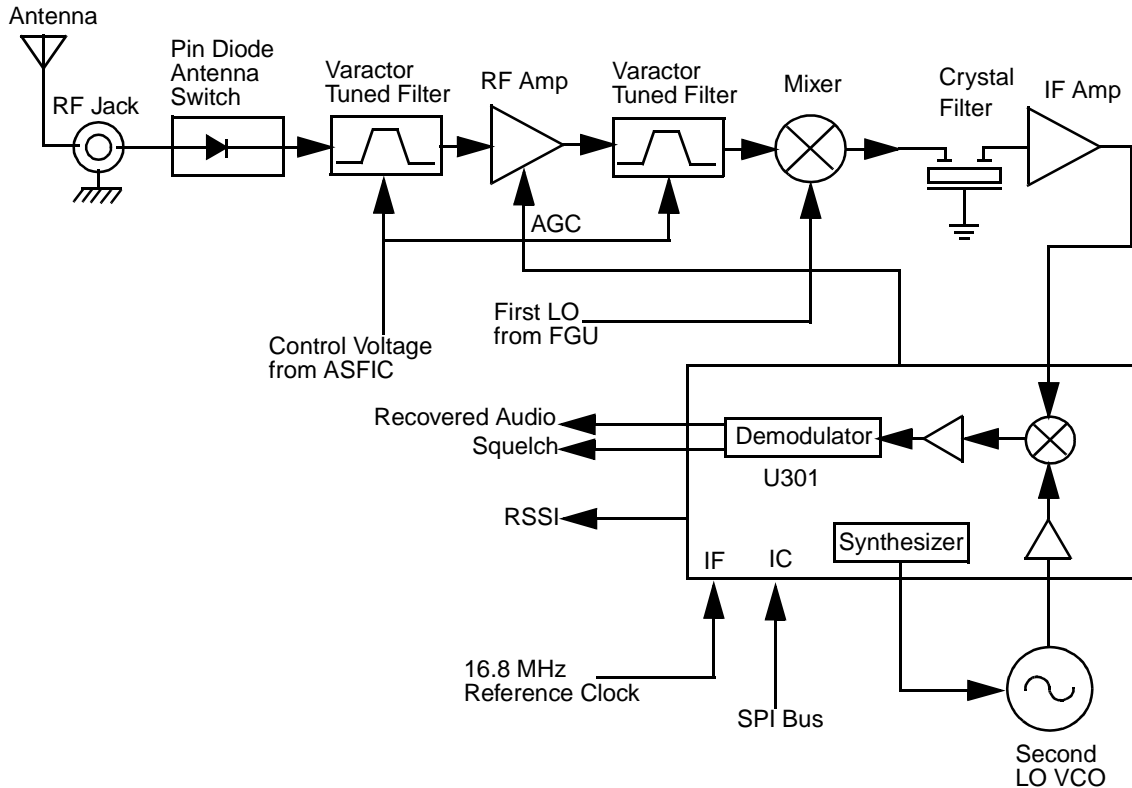 Antenna
RF Jack
Pin Diode
Antenna
Switch
Varactor
Tuned Filter
RF Amp
Varactor
Tuned Filter
Mixer
Crystal
Filter
IF Amp
AGC
First LO
from FGU
Control Voltage
from ASFIC
Recovered Audio
Squelch
Demodulator
U301
RSSI
Synthesizer
IF IC
16.8 MHz
Reference Clock
SPI Bus
Second
LO VCO